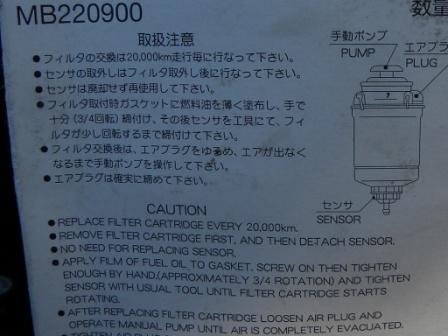 MB220900
数量
取扱注意
●フィルタの交換は20,000km走行毎に行なって下さい。
●センサの取外しはフィルタ取外し後に行なって下さい。
●センサは廃却せず再使用して下さい。
●フィルタ取付時ガスケットに燃料油を薄く塗布し、手で
十分(3/4回転)締付け、その後センサを工具にて、フィ
ルタが少し回転するまで締付けて下さい。
●フィルタ交換後は、エアプラグをゆるめ、エアが出なく
なるまで手動ポンプを操作して下さい。
●エアプラグは確実に締めて下さい。
手動ポンプ
PUMP
エアプラ
PLUG
センサ
SENSOR
CAUTION
●REPLACE FILTER CARTRIDGE EVERY 20,000km.
●REMOVE FILTER CARTRIDGE FIRST, AND THEN DETACH SENSOR.
●NO NEED FOR REPLACING SENSOR.
●APPLY FILM OF FUEL OIL TO GASKET. SCREW ON THEN TIGHTEN
ENOUGH BY HAND.(APPROXIMATELY 3/4 ROTATION) AND TIGHTEN
SENSOR WITH USUAL TOOL UNTIL FILTER CARTRIDGE STARTS
ROTATING.
●AFTER REPLACING FILTER CARTRIDGE LOOSEN AIR PLUG AND
OPERATE MANUAL PUMP UNTIL AIR IS COMPLETELY EVACUATED.